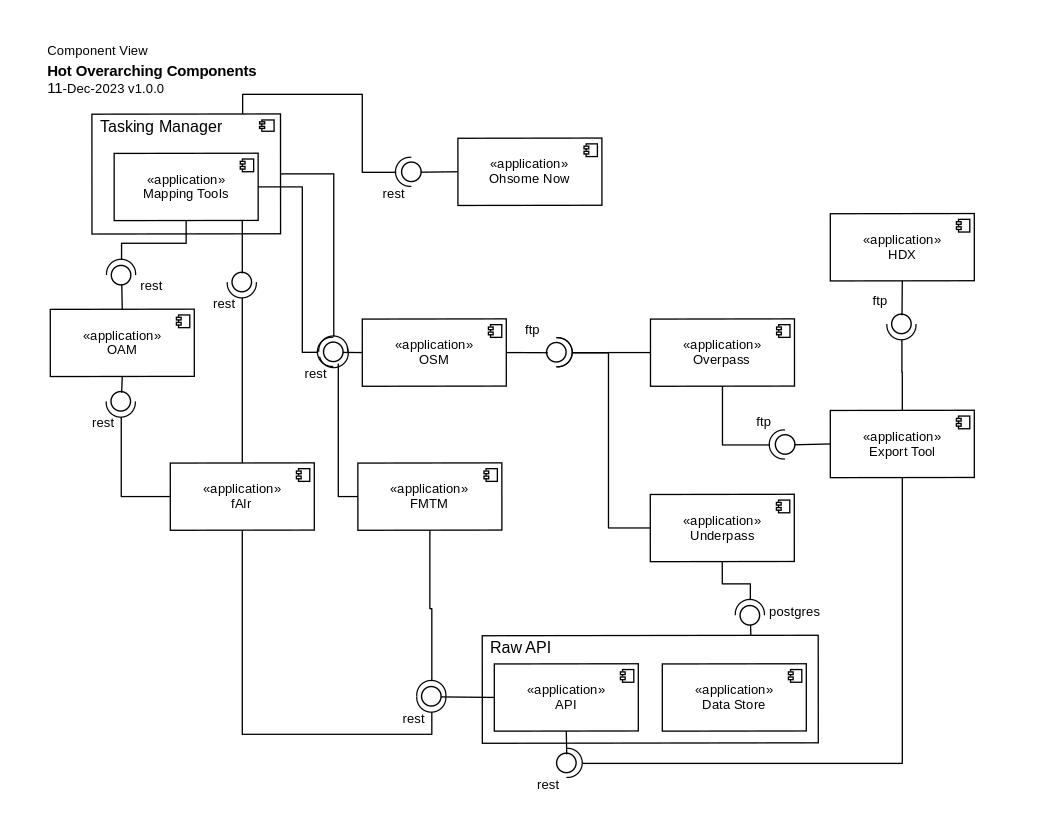 Component View
Hot Overarching Components
11-Dec-2023 v1.0.0
Tasking Manager
«application»
Mapping Tools
«application»
Ohsome Now
rest
«application»
HDX
rest
rest
ftp
«application»
OAM
rest
«application»
OSM
ftp
«application»
Overpass
rest
ftp
«application»
Export Tool
«application»
fAIr
«application»
FMTM
«application»
Underpass
postgres
Raw API
«application»
API
«application»
Data Store
rest
rest